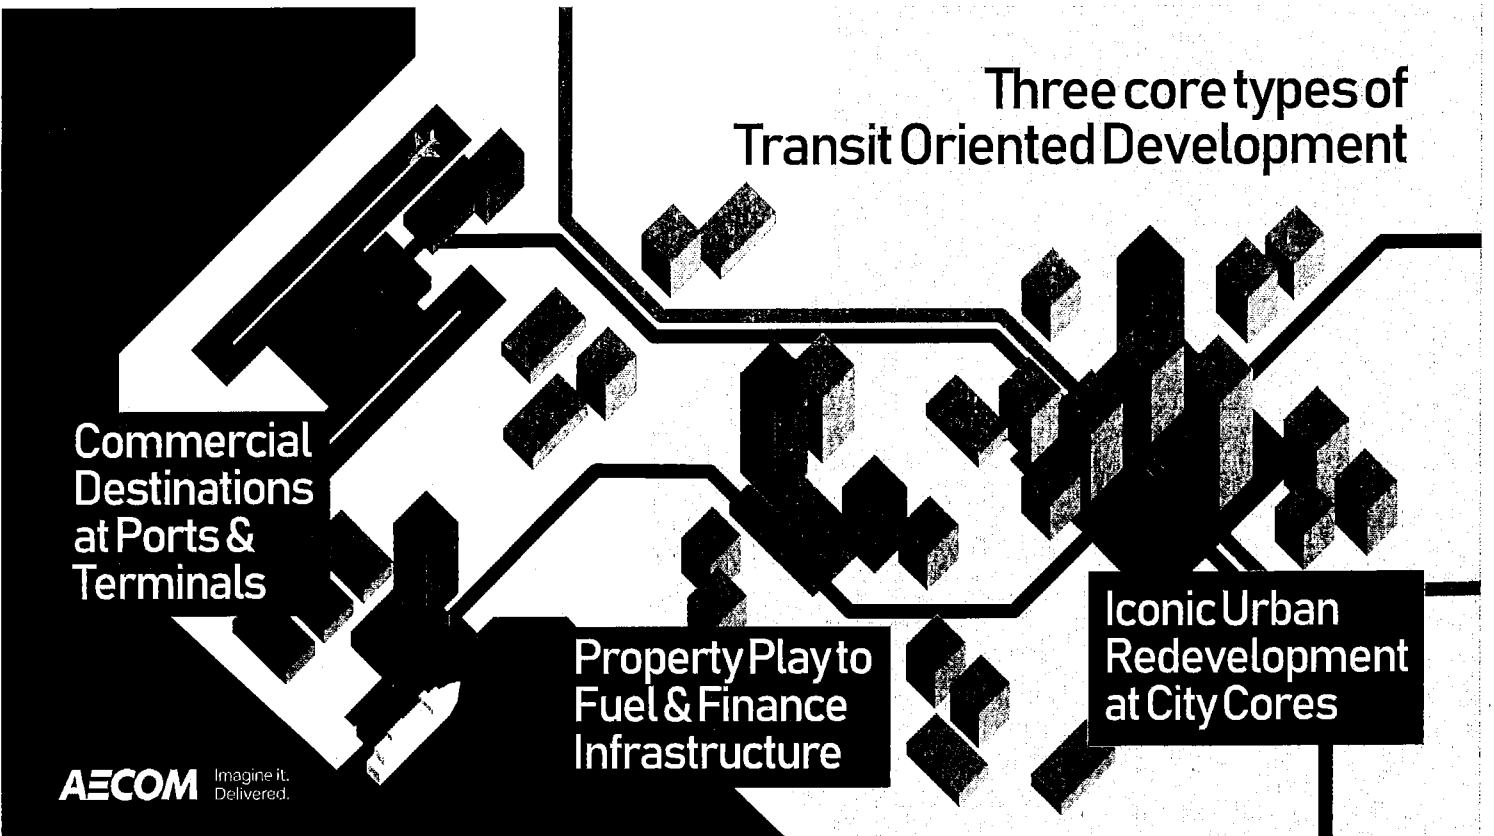 Three core types of
Transit Oriented Development
Commercial
Destinations
at Ports &
Terminals
Property Play to
Fuel & Finance
Infrastructure
Iconic Urban
Redevelopment
at City Cores
AECOM
Imagine it.
Delivered.